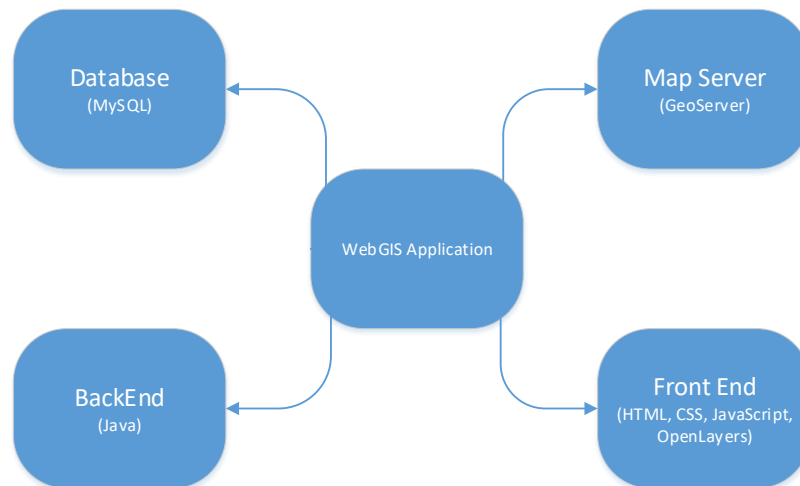 Database
(MySQL)
Map Server
(GeoServer)
WebGIS Application
BackEnd
(Java)
Front End
(HTML, CSS, JavaScript,
OpenLayers)